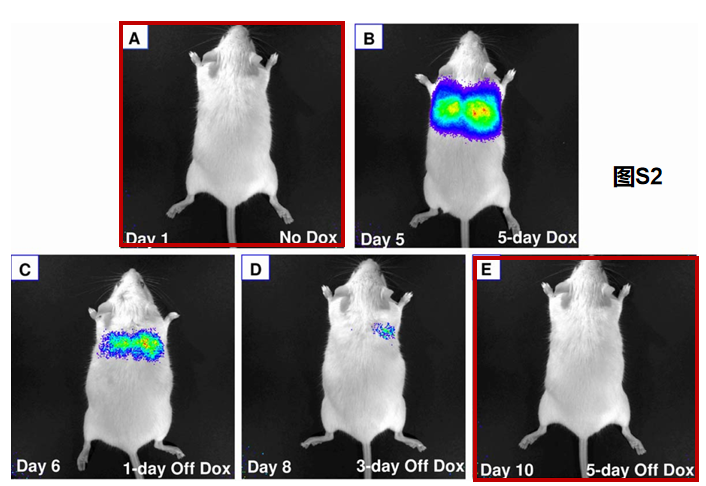 A
Day 1 No Dox
B
Day 5 5-day Dox
图S2
C
Day 6 1-day Off Dox
D
Day 8 3-day Off Dox
E
Day 10 5-day Off Dox